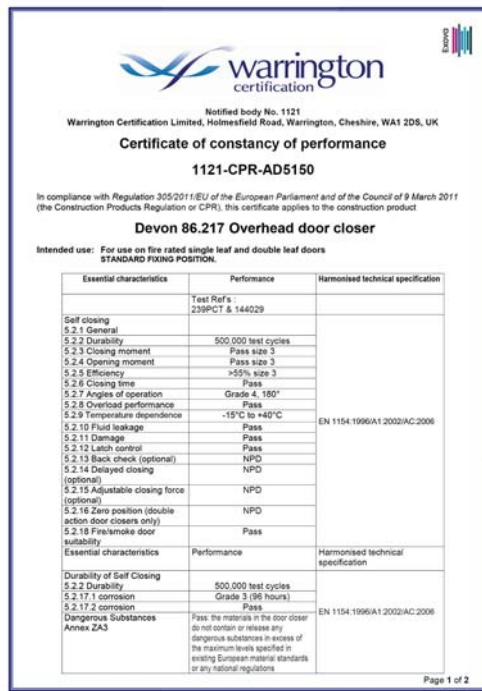 EXOVO
warrington
certification
Notified body No. 1121
Warrington Certification Limited, Holmesfield Road, Warrington, Cheshire, WA1 2DS, UK
Certificate of constancy of performance
1121-CPR-AD5150
In compliance with Regulation 305/2011/EU of the European Parliament and of the Council of 9 March 2011
(the Construction Products Regulation or CPR), this certificate applies to the construction product
Devon 86.217 Overhead door closer
Intended use: For use on fire rated single leaf and double leaf doors
STANDARD FIXING POSITION.
Essential characteristics Performance Harmonised technical specification
Test Ref's :
239PCT & 144029
Self closing
5.2.1 General
5.2.2 Durability 500,000 test cycles
5.2.3 Closing moment Pass size 3
5.2.4 Opening moment Pass size 3
5.2.5 Efficiency >55% size 3
5.2.6 Closing time Pass
5.2.7 Angles of operation Grade 4, 180°
5.2.8 Overload performance Pass
5.2.9 Temperature dependence -15°C to +40°C
EN 1154:1996/A1:2002/AC:2006
5.2.10 Fluid leakage Pass
5.2.11 Damage Pass
5.2.12 Latch control Pass
5.2.13 Back check (optional) NPD
5.2.14 Delayed closing NPD
(optional)
5.2.15 Adjustable closing force NPD
(optional)
5.2.16 Zero position (double NPD
action door closers only)
5.2.18 Fire/smoke door Pass
suitability
Essential characteristics Performance Harmonised technical
specification
Durability of Self Closing
5.2.2 Durability 500,000 test cycles
5.2.17.1 corrosion Grade 3 (96 hours)
5.2.17.2 corrosion Pass
EN 1154:1996/A1:2002/AC:2006
Dangerous Substances Pass: the materials in the door closer
Annex ZA3 do not contain or release any
dangerous substances in excess of
the maximum levels specified in
existing European material standards
or any national regulations
Page 1 of 2